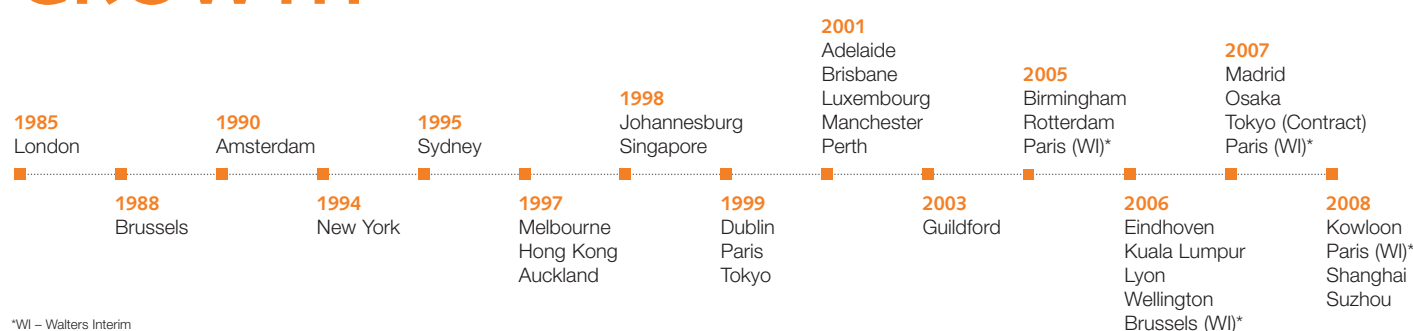 1985
London
1988
Brussels
1990
Amsterdam
1994
New York
1995
Sydney
1997
Melbourne
Hong Kong
Auckland
1998
Johannesburg
Singapore
1999
Dublin
Paris
Tokyo
2001
Adelaide
Brisbane
Luxembourg
Manchester
Perth
2003
Guildford
2005
Birmingham
Rotterdam
Paris (WI)*
2006
Eindhoven
Kuala Lumpur
Lyon
Wellington
Brussels (WI)*
2007
Madrid
Osaka
Tokyo (Contract)
Paris (WI)*
2008
Kowloon
Paris (WI)*
Shanghai
Suzhou
*WI – Walters Interim